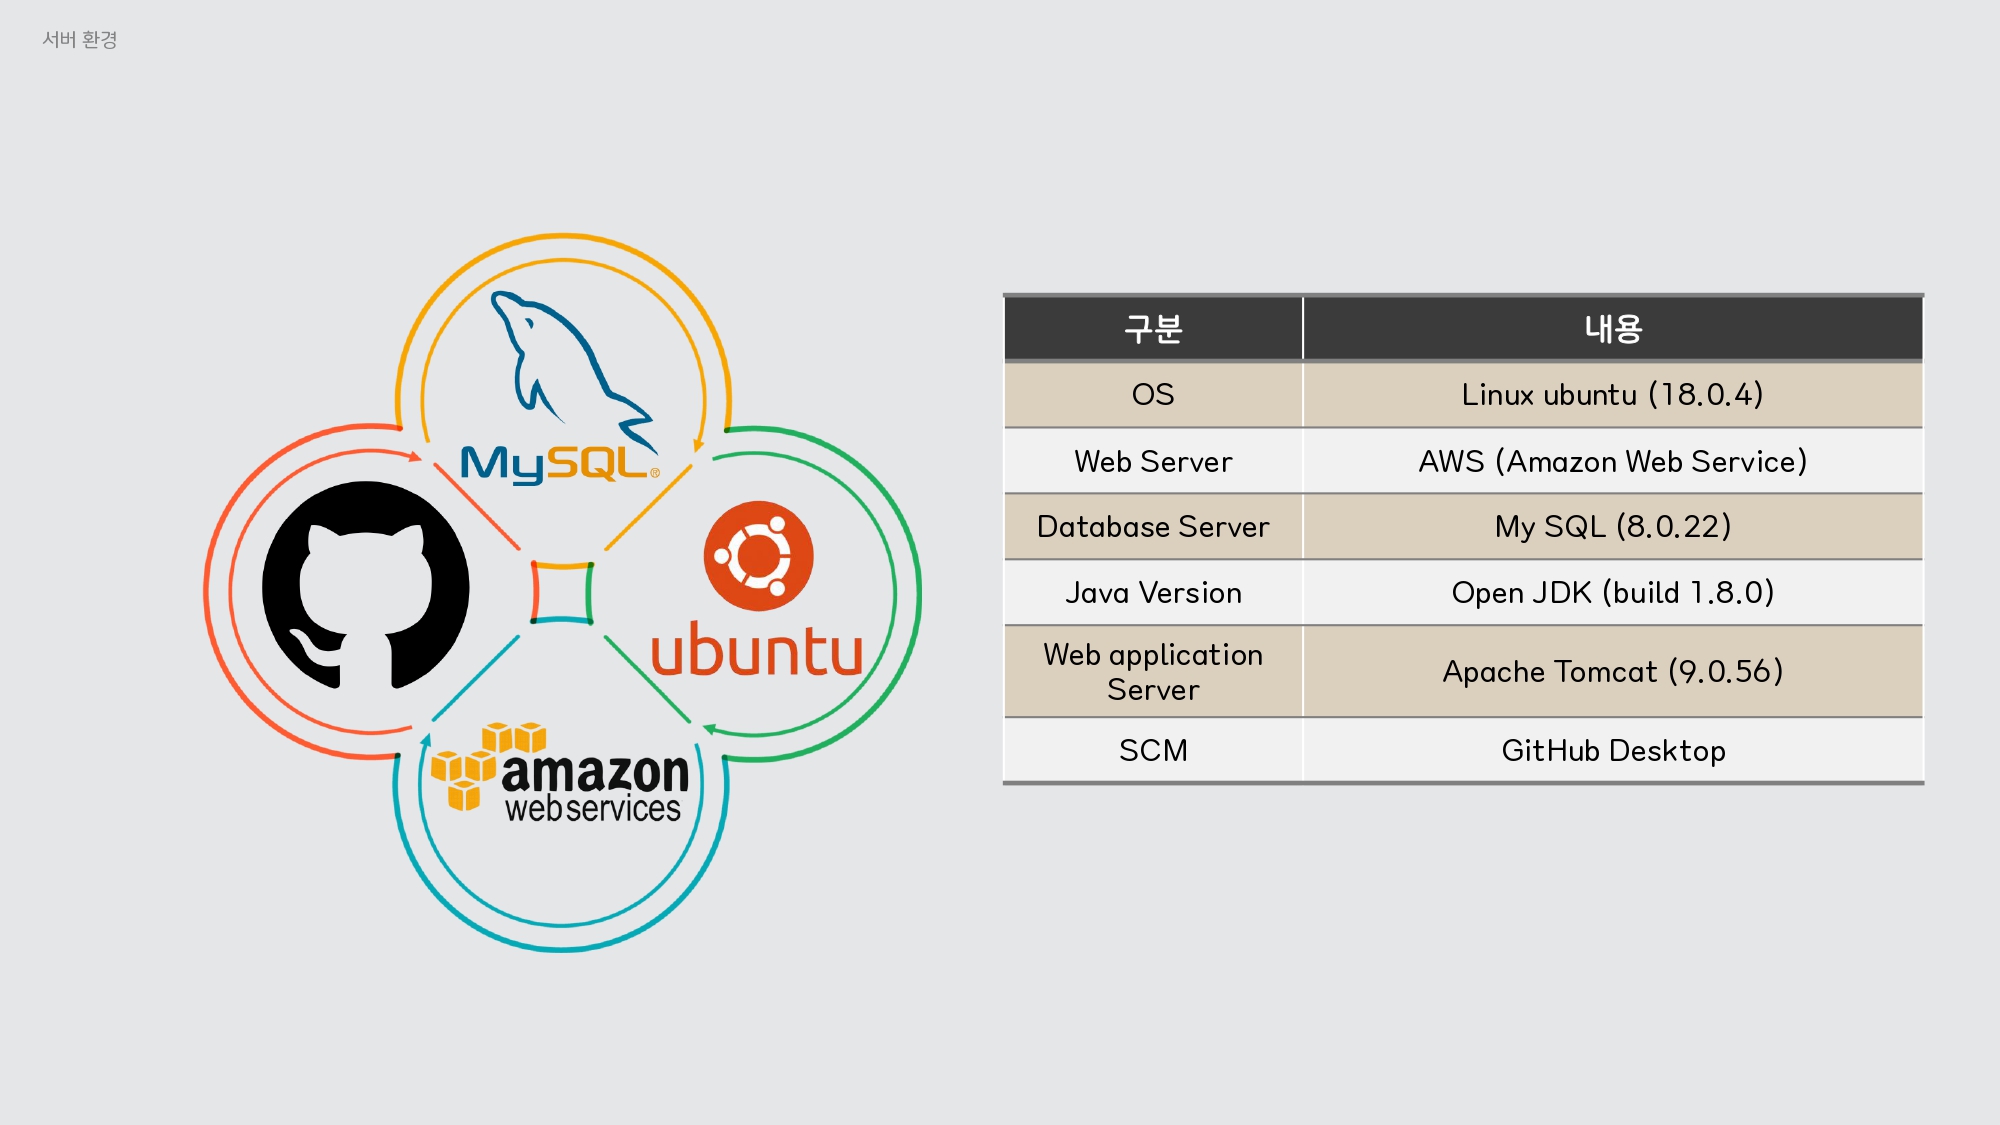 서버 환경
MySQL®
ubuntu
amazon
webservices
구분 내용
OS Linux ubuntu (18.0.4)
Web Server AWS (Amazon Web Service)
Database Server My SQL (8.0.22)
Java Version Open JDK (build 1.8.0)
Web application
Server Apache Tomcat (9.0.56)
SCM GitHub Desktop